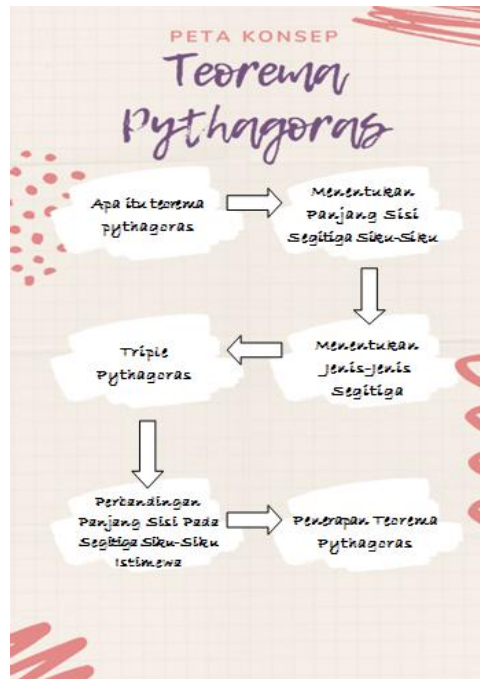 PETA KONSEP
Teorema
Pythagoras
Apa itu teorema
pythagoras
Menentukan
Panjang Sisi
Segitiga Siku-Siku
Menentukan
Jenis-Jenis
Segitiga
Triple
Pythagoras
Perbandingan
Panjang Sisi Pada
Segitiga Siku-Siku
Istimewa
Penerapan Teorema
Pythagoras